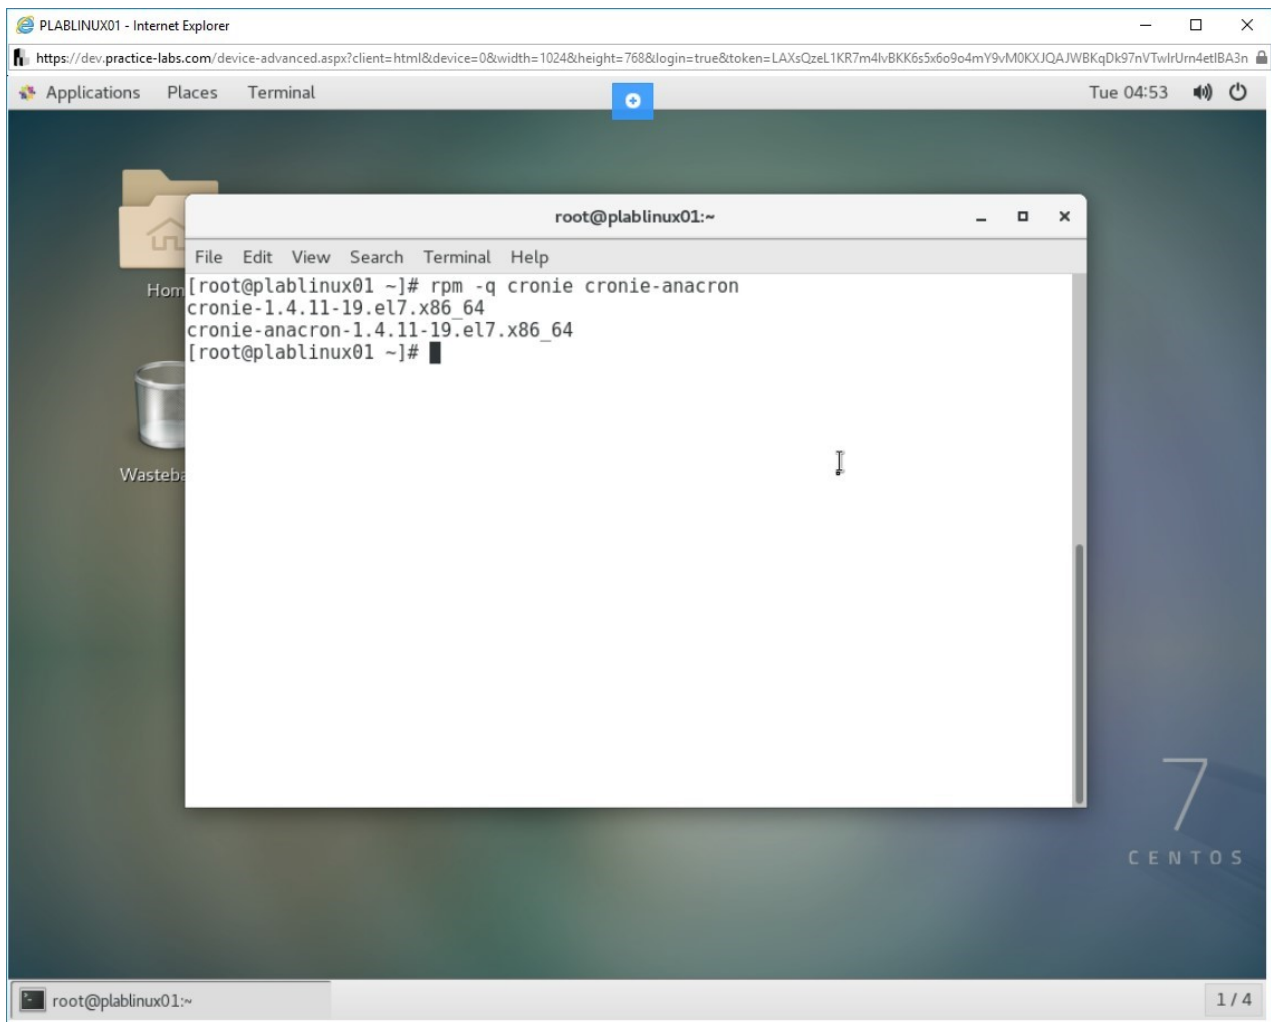 PLABLINUX01 - Internet Explorer
https://dev.practice-labs.com/device-advanced.aspx?client=html&device=0&width=1024&height=768&login=true&token=LAXsQzeL1KR7m4lvBKK6s5x6o9o4mY9vM0KXJQAJWBKqDk97nVTwlrUrn4etlBA3n
Applications Places Terminal Tue 04:53
root@plablinux01:~
File Edit View Search Terminal Help
Hom
[root@plablinux01 ~]# rpm -q cronie cronie-anacron
cronie-1.4.11-19.el7.x86_64
cronie-anacron-1.4.11-19.el7.x86_64
[root@plablinux01 ~]#
Wasteba
7
CENTOS
root@plablinux01:~ 1 / 4